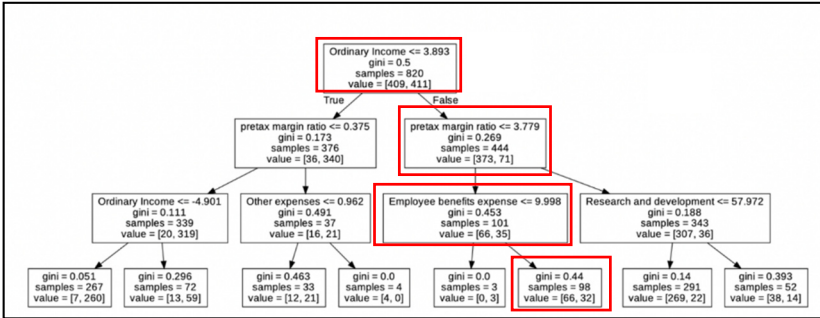 Ordinary Income <= 3.893
gini = 0.5
samples = 820
value = [409, 411]
True
False
pretax margin ratio <= 0.375
gini = 0.173
samples = 376
value = [36, 340]
pretax margin ratio <= 3.779
gini = 0.269
samples = 444
value = [373, 71]
Ordinary Income <= -4.901
gini = 0.111
samples = 339
value = [20, 319]
Other expenses <= 0.962
gini = 0.491
samples = 37
value = [16, 21]
Employee benefits expense <= 9.998
gini = 0.453
samples = 101
value = [66, 35]
Research and development <= 57.972
gini = 0.188
samples = 343
value = [307, 36]
gini = 0.051
samples = 267
value = [7, 260]
gini = 0.296
samples = 72
value = [13, 59]
gini = 0.463
samples = 33
value = [12, 21]
gini = 0.0
samples = 4
value = [4, 0]
gini = 0.0
samples = 3
value = [0, 3]
gini = 0.44
samples = 98
value = [66, 32]
gini = 0.14
samples = 291
value = [269, 22]
gini = 0.393
samples = 52
value = [38, 14]